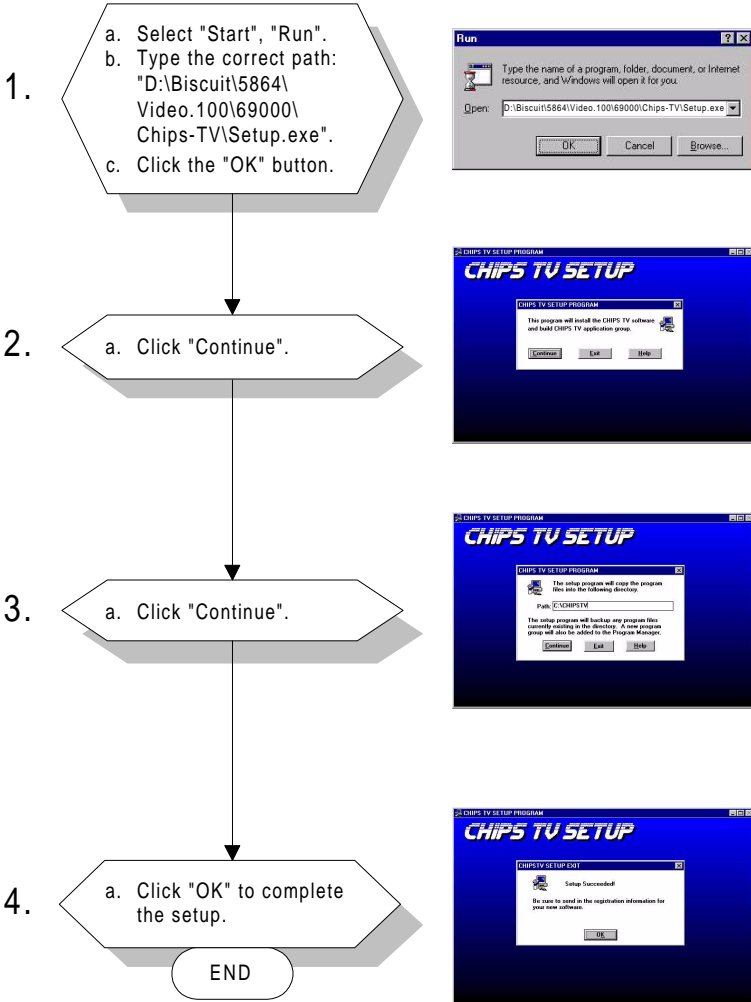 1.
a. Select "Start", "Run".
b. Type the correct path:
"D:\Biscuit\5864\
Video.100\69000\
Chips-TV\Setup.exe".
c. Click the "OK" button.
Run
Type the name of a program, folder, document, or Internet
resource, and Windows will open it for you.
Open: D:\Biscuit\5864\Video.100\69000\Chips-TV\Setup.exe
OK Cancel Browse...
2.
a. Click "Continue".
CHIPS TV SETUP PROGRAM
CHIPS TV SETUP
CHIPS TV SETUP PROGRAM
This program will install the CHIPS TV software
and build CHIPS TV application group.
Continue Exit Help
3.
a. Click "Continue".
CHIPS TV SETUP PROGRAM
CHIPS TV SETUP
CHIPS TV SETUP PROGRAM
The setup program will copy the program
files into the following directory.
Path: C:\CHIPSTV
The setup program will backup any program files
currently existing in the directory. A new program
group will also be added to the Program Manager.
Continue Exit Help
4.
a. Click "OK" to complete
the setup.
END
CHIPS TV SETUP PROGRAM
CHIPS TV SETUP
CHIPSTV SETUP EXIT
Setup Succeeded!
Be sure to send in the registration information for
your new software.
OK